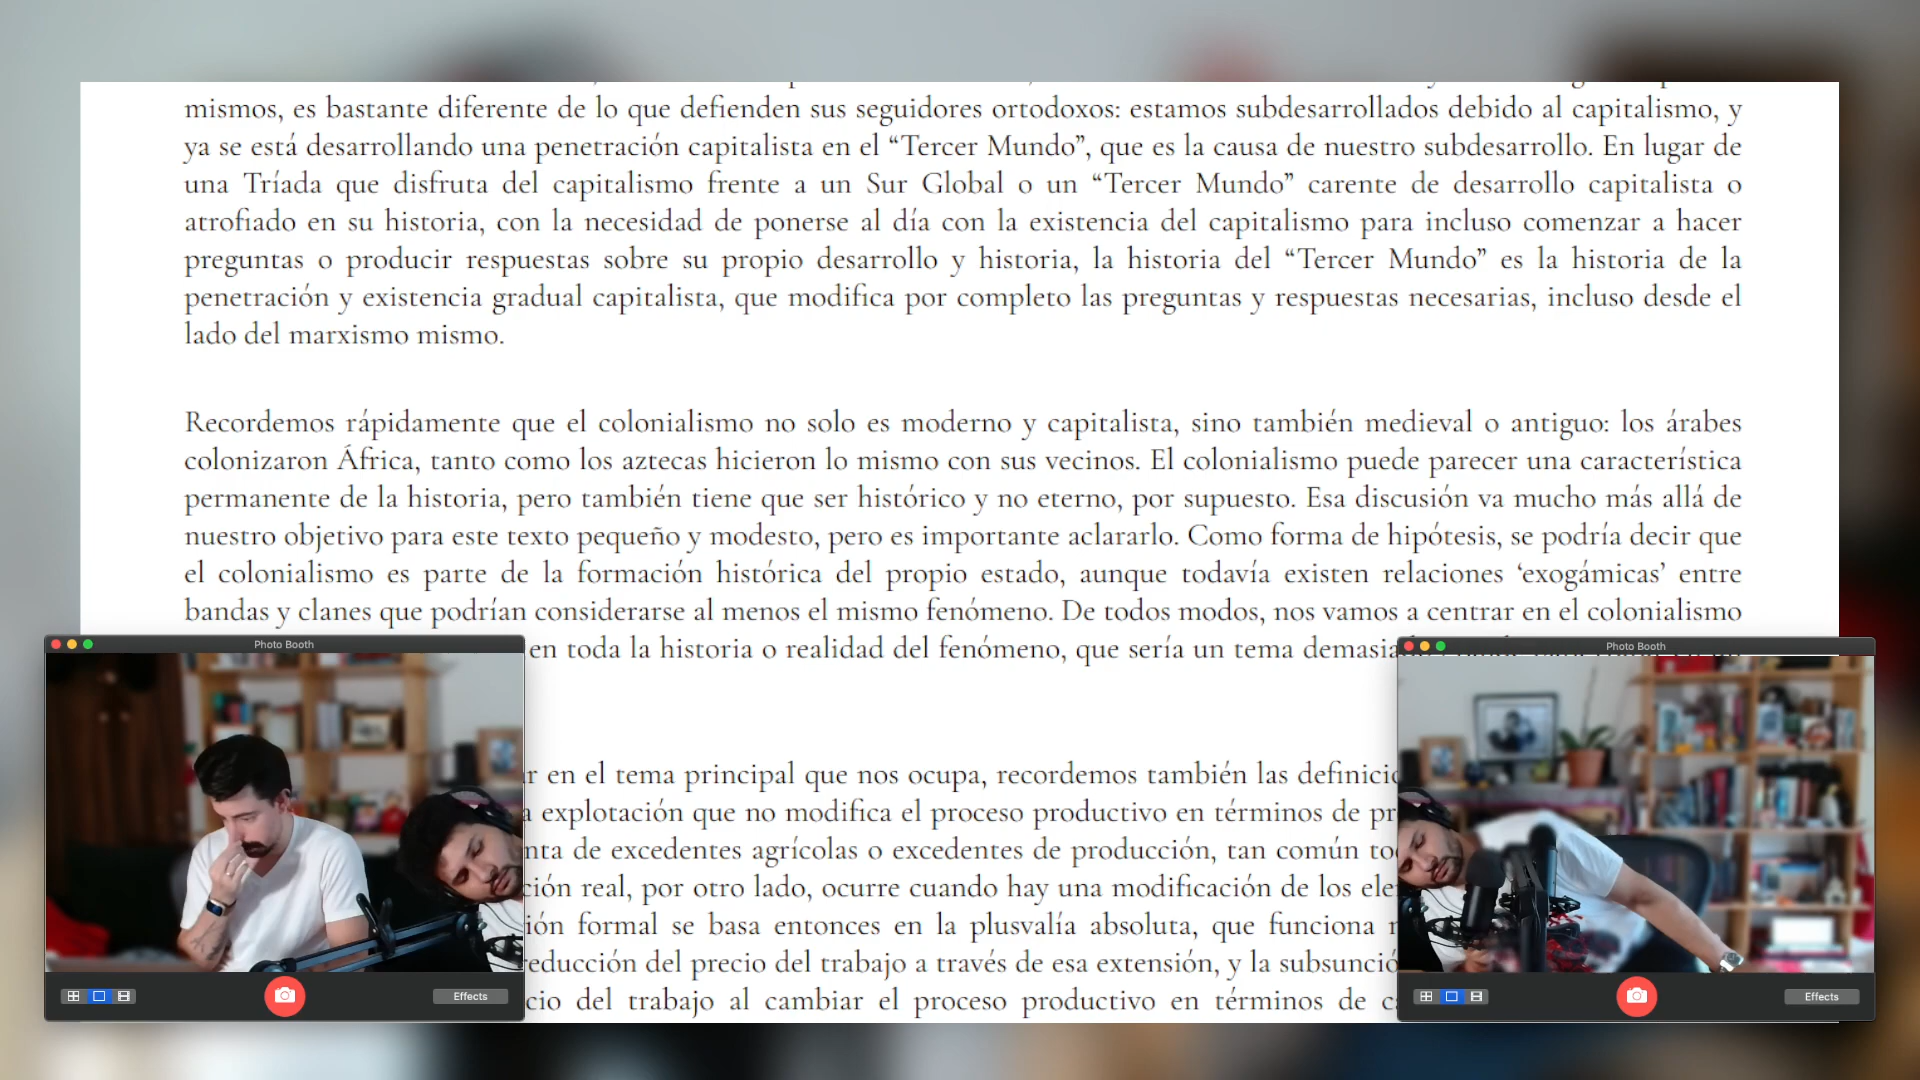 mismos, es bastante diferente de lo que defienden sus seguidores ortodoxos: estamos subdesarrollados debido al capitalismo, y
ya se está desarrollando una penetración capitalista en el “Tercer Mundo”, que es la causa de nuestro subdesarrollo. En lugar de
una Tríada que disfruta del capitalismo frente a un Sur Global o un “Tercer Mundo” carente de desarrollo capitalista o
atrofiado en su historia, con la necesidad de ponerse al día con la existencia del capitalismo para incluso comenzar a hacer
preguntas o producir respuestas sobre su propio desarrollo y historia, la historia del “Tercer Mundo” es la historia de la
penetración y existencia gradual capitalista, que modifica por completo las preguntas y respuestas necesarias, incluso desde el
lado del marxismo mismo.
Recordemos rápidamente que el colonialismo no solo es moderno y capitalista, sino también medieval o antiguo: los árabes
colonizaron África, tanto como los aztecas hicieron lo mismo con sus vecinos. El colonialismo puede parecer una característica
permanente de la historia, pero también tiene que ser histórico y no eterno, por supuesto. Esa discusión va mucho más allá de
nuestro objetivo para este texto pequeño y modesto, pero es importante aclararlo. Como forma de hipótesis, se podría decir que
el colonialismo es parte de la formación histórica del propio estado, aunque todavía existen relaciones ‘exogámicas’ entre
bandas y clanes que podrían considerarse al menos el mismo fenómeno. De todos modos, nos vamos a centrar en el colonialismo
en toda la historia o realidad del fenómeno, que sería un tema
en el tema principal que nos ocupa, recordemos también las
explotación que no modifica el proceso productivo en términos de
de excedentes agrícolas o excedentes de producción, tan común
real, por otro lado, ocurre cuando hay una modificación de los
formal se basa entonces en la plusvalía absoluta, que funciona
reducción del precio del trabajo a través de esa extensión, y la
del trabajo al cambiar el proceso productivo en términos de
Photo Booth
Effects
Photo Booth
Effects